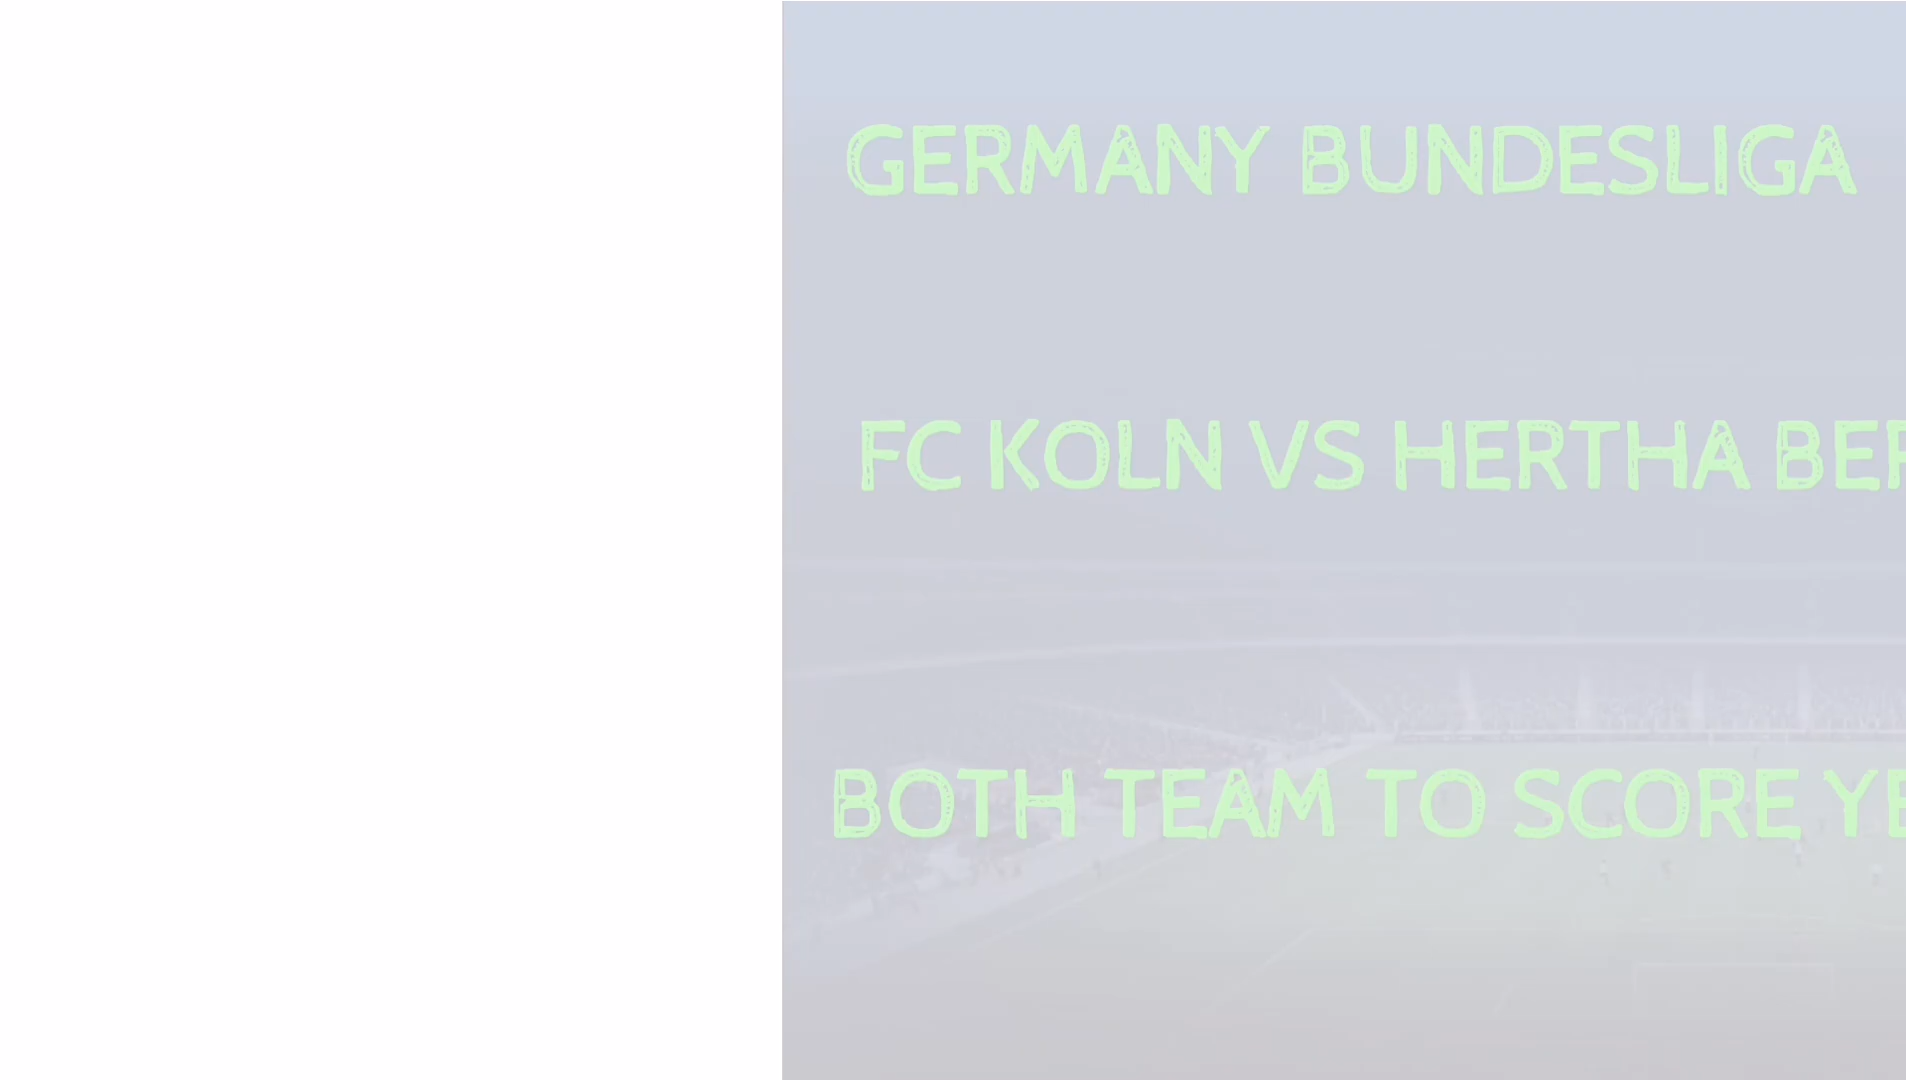 GERMANY BUNDESLIGA
FC KOLN VS HERTHA
BOTH TEAM TO SCORE